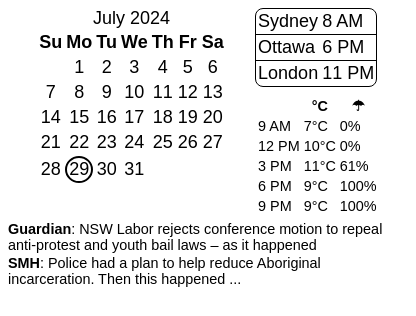 July 2024
Su Mo Tu We Th Fr Sa
1 2 3 4 5 6
7 8 9 10 11 12 13
14 15 16 17 18 19 20
21 22 23 24 25 26 27
28 29 30 31
Sydney 8 AM
Ottawa 6 PM
London 11 PM
°C ☂
9 AM 7°C 0%
12 PM 10°C 0%
3 PM 11°C 61%
6 PM 9°C 100%
9 PM 9°C 100%
Guardian: NSW Labor rejects conference motion to repeal
anti-protest and youth bail laws – as it happened
SMH: Police had a plan to help reduce Aboriginal
incarceration. Then this happened ...